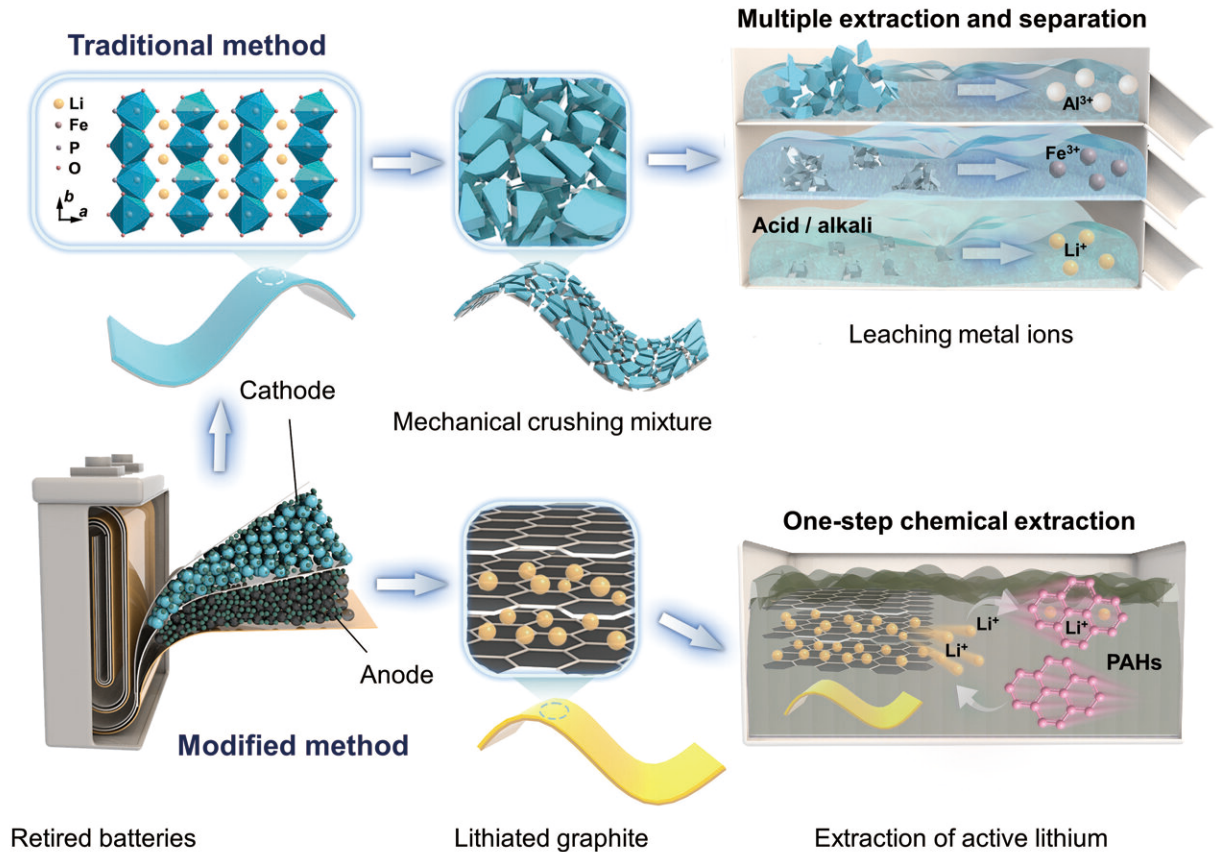 Traditional method
Li
Fe
P
O
b
a
Multiple extraction and separation
Al³⁺
Fe³⁺
Acid / alkali
Li⁺
Leaching metal ions
Mechanical crushing mixture
Cathode
Anode
Modified method
Retired batteries
Lithiated graphite
One-step chemical extraction
Li⁺
Li⁺
Li⁺
PAHs
Extraction of active lithium